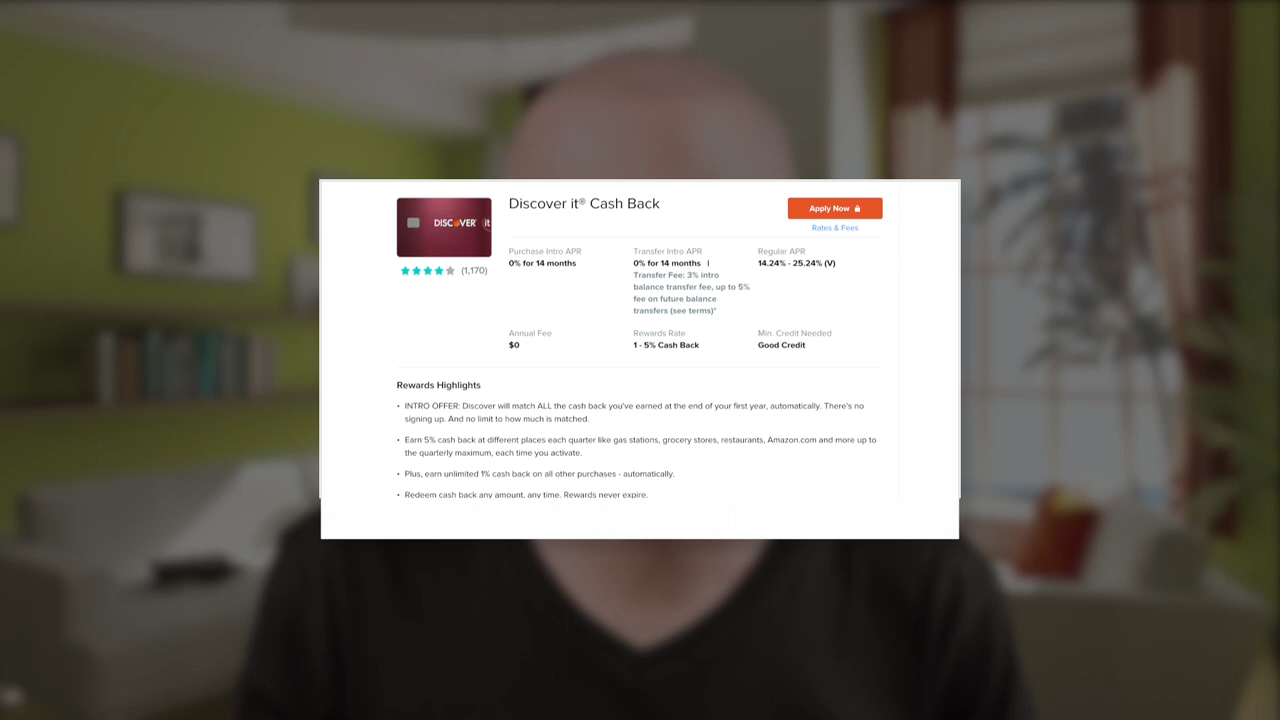 Discover it® Cash Back
Apply Now
Rates & Fees
DISCOVER it
(1,170)
Purchase Intro APR
0% for 14 months
Transfer Intro APR
0% for 14 months |
Transfer Fee: 3% intro
balance transfer fee, up to 5%
fee on future balance
transfers (see terms)*
Regular APR
14.24% - 25.24% (V)
Annual Fee
$0
Rewards Rate
1 - 5% Cash Back
Min. Credit Needed
Good Credit
Rewards Highlights
• INTRO OFFER: Discover will match ALL the cash back you've earned at the end of your first year, automatically. There's no
signing up. And no limit to how much is matched.
• Earn 5% cash back at different places each quarter like gas stations, grocery stores, restaurants, Amazon.com and more up to
the quarterly maximum, each time you activate.
• Plus, earn unlimited 1% cash back on all other purchases - automatically.
• Redeem cash back any amount, any time. Rewards never expire.